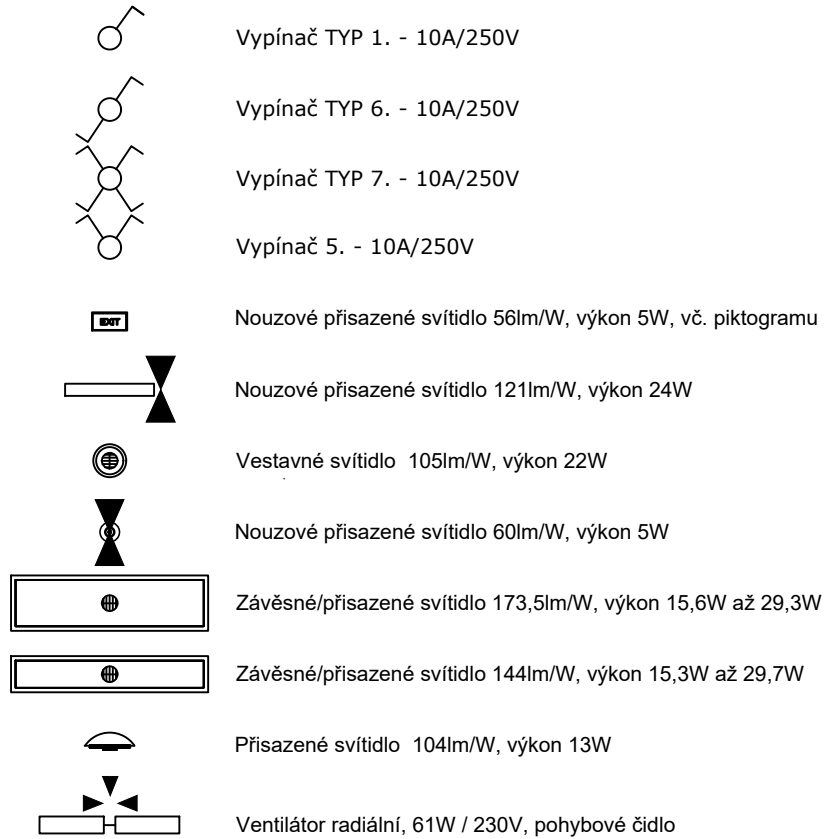 Vypínač TYP 1. - 10A/250V
Vypínač TYP 6. - 10A/250V
Vypínač TYP 7. - 10A/250V
Vypínač 5. - 10A/250V
EXIT Nouzové přisazené svítidlo 56lm/W, výkon 5W, vč. piktogramu
Nouzové přisazené svítidlo 121lm/W, výkon 24W
Vestavné svítidlo 105lm/W, výkon 22W
Nouzové přisazené svítidlo 60lm/W, výkon 5W
Závěsné/přisazené svítidlo 173,5lm/W, výkon 15,6W až 29,3W
Závěsné/přisazené svítidlo 144lm/W, výkon 15,3W až 29,7W
Přisazené svítidlo 104lm/W, výkon 13W
Ventilátor radiální, 61W / 230V, pohybové čidlo